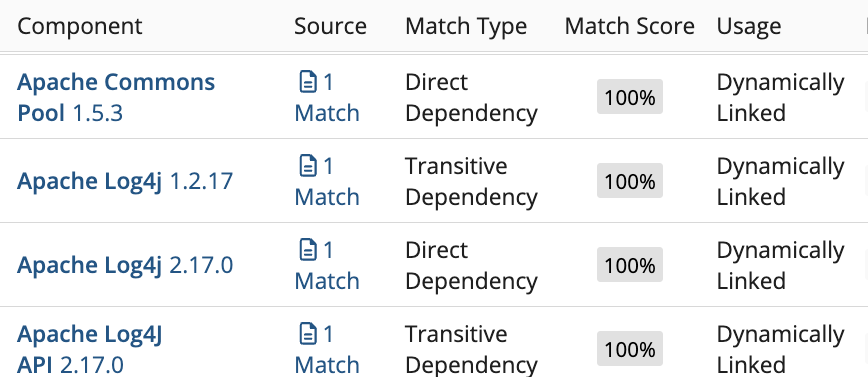 Component Source Match Type Match Score Usage
Apache Commons 1 Direct Dynamically
Pool 1.5.3 Match Dependency 100% Linked
1 Transitive Dynamically
Apache Log4j 1.2.17 Match Dependency 100% Linked
1 Direct Dynamically
Apache Log4j 2.17.0 Match Dependency 100% Linked
Apache Log4J 1 Transitive Dynamically
API 2.17.0 Match Dependency 100% Linked